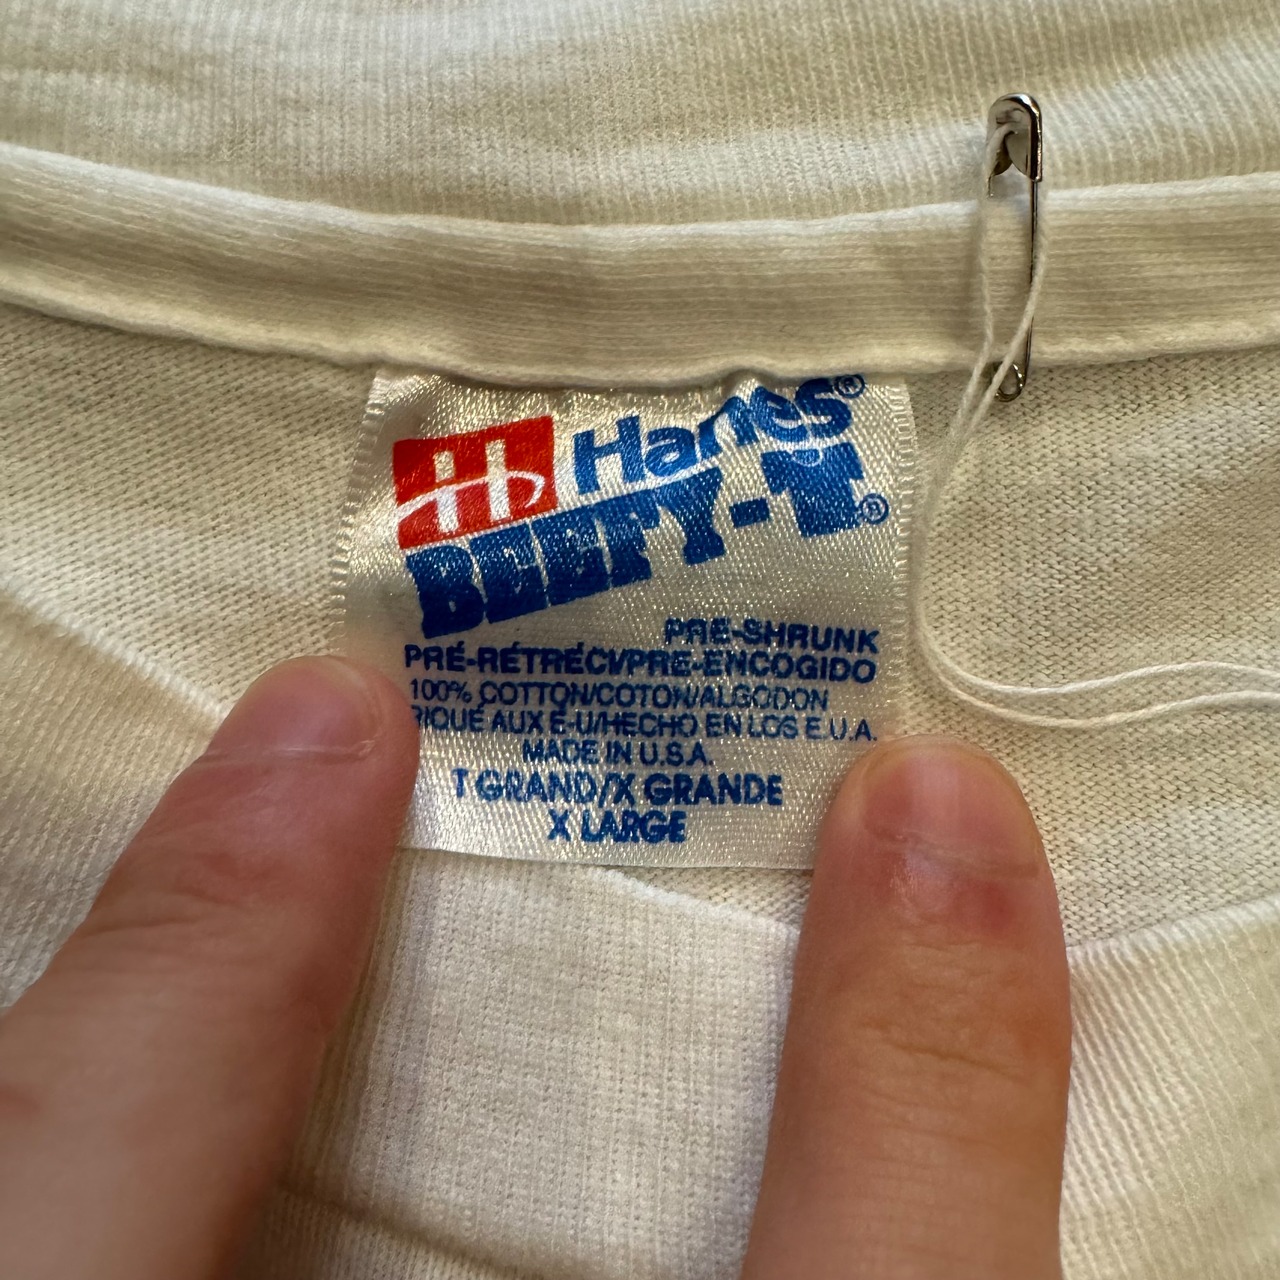 Hanes®
BEEFY-T®
PRE-SHRUNK
PRÉ-RÉTRÉCI/PRE-ENCOGIDO
100% COTTON/COTON/ALGODON
RIQUÉ AUX É-U/HECHO EN LOS E.U.A.
MADE IN U.S.A.
T GRAND/X GRANDE
X LARGE